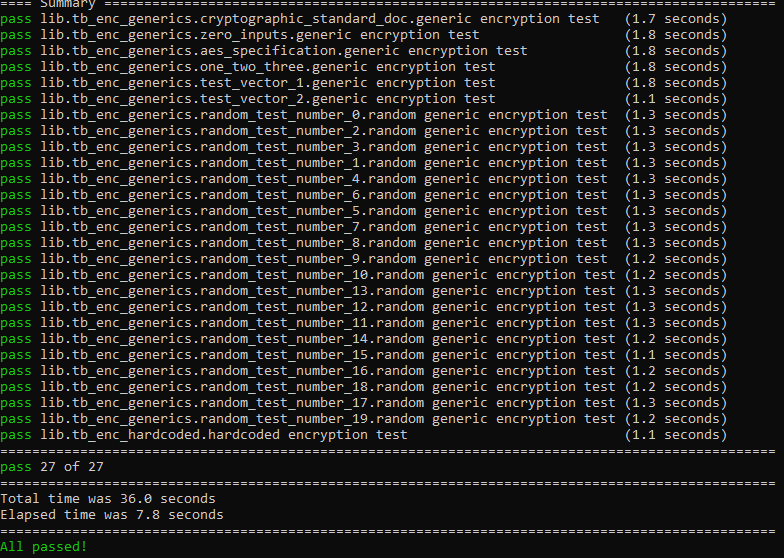 ==== Summary ====================================================================================
pass lib.tb_enc_generics.cryptographic_standard_doc.generic encryption test   (1.7 seconds)
pass lib.tb_enc_generics.zero_inputs.generic encryption test                  (1.8 seconds)
pass lib.tb_enc_generics.aes_specification.generic encryption test            (1.8 seconds)
pass lib.tb_enc_generics.one_two_three.generic encryption test                (1.8 seconds)
pass lib.tb_enc_generics.test_vector_1.generic encryption test                (1.8 seconds)
pass lib.tb_enc_generics.test_vector_2.generic encryption test                (1.1 seconds)
pass lib.tb_enc_generics.random_test_number_0.random generic encryption test  (1.3 seconds)
pass lib.tb_enc_generics.random_test_number_2.random generic encryption test  (1.3 seconds)
pass lib.tb_enc_generics.random_test_number_3.random generic encryption test  (1.3 seconds)
pass lib.tb_enc_generics.random_test_number_1.random generic encryption test  (1.3 seconds)
pass lib.tb_enc_generics.random_test_number_4.random generic encryption test  (1.3 seconds)
pass lib.tb_enc_generics.random_test_number_6.random generic encryption test  (1.3 seconds)
pass lib.tb_enc_generics.random_test_number_5.random generic encryption test  (1.3 seconds)
pass lib.tb_enc_generics.random_test_number_7.random generic encryption test  (1.3 seconds)
pass lib.tb_enc_generics.random_test_number_8.random generic encryption test  (1.3 seconds)
pass lib.tb_enc_generics.random_test_number_9.random generic encryption test  (1.2 seconds)
pass lib.tb_enc_generics.random_test_number_10.random generic encryption test (1.2 seconds)
pass lib.tb_enc_generics.random_test_number_13.random generic encryption test (1.3 seconds)
pass lib.tb_enc_generics.random_test_number_12.random generic encryption test (1.3 seconds)
pass lib.tb_enc_generics.random_test_number_11.random generic encryption test (1.3 seconds)
pass lib.tb_enc_generics.random_test_number_14.random generic encryption test (1.2 seconds)
pass lib.tb_enc_generics.random_test_number_15.random generic encryption test (1.1 seconds)
pass lib.tb_enc_generics.random_test_number_16.random generic encryption test (1.2 seconds)
pass lib.tb_enc_generics.random_test_number_18.random generic encryption test (1.2 seconds)
pass lib.tb_enc_generics.random_test_number_17.random generic encryption test (1.3 seconds)
pass lib.tb_enc_generics.random_test_number_19.random generic encryption test (1.2 seconds)
pass lib.tb_enc_hardcoded.hardcoded encryption test                           (1.1 seconds)
=================================================================================================
pass 27 of 27
=================================================================================================
Total time was 36.0 seconds
Elapsed time was 7.8 seconds
=================================================================================================
All passed!